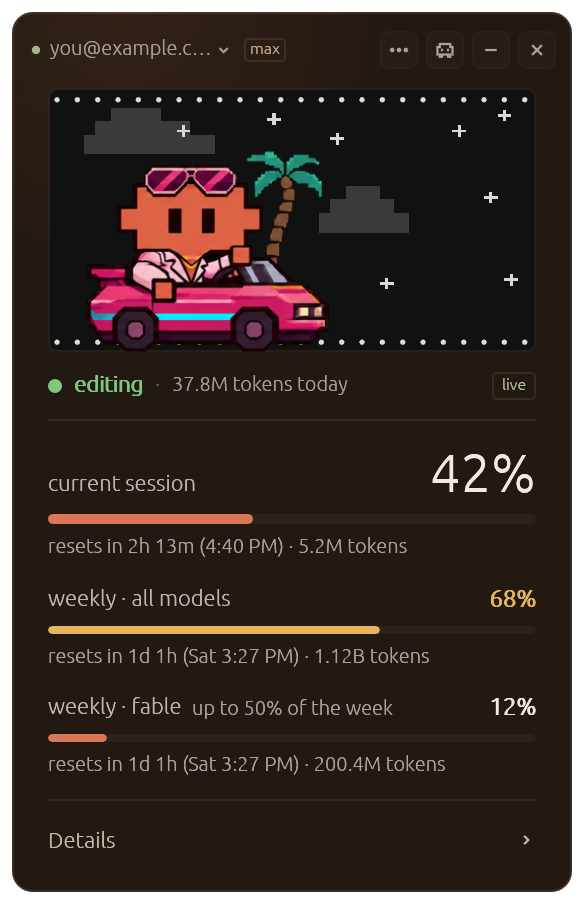 you@example.c... max
editing · 37.8M tokens today live
current session 42%
resets in 2h 13m (4:40 PM) · 5.2M tokens
weekly · all models 68%
resets in 1d 1h (Sat 3:27 PM) · 1.12B tokens
weekly · fable up to 50% of the week 12%
resets in 1d 1h (Sat 3:27 PM) · 200.4M tokens
Details